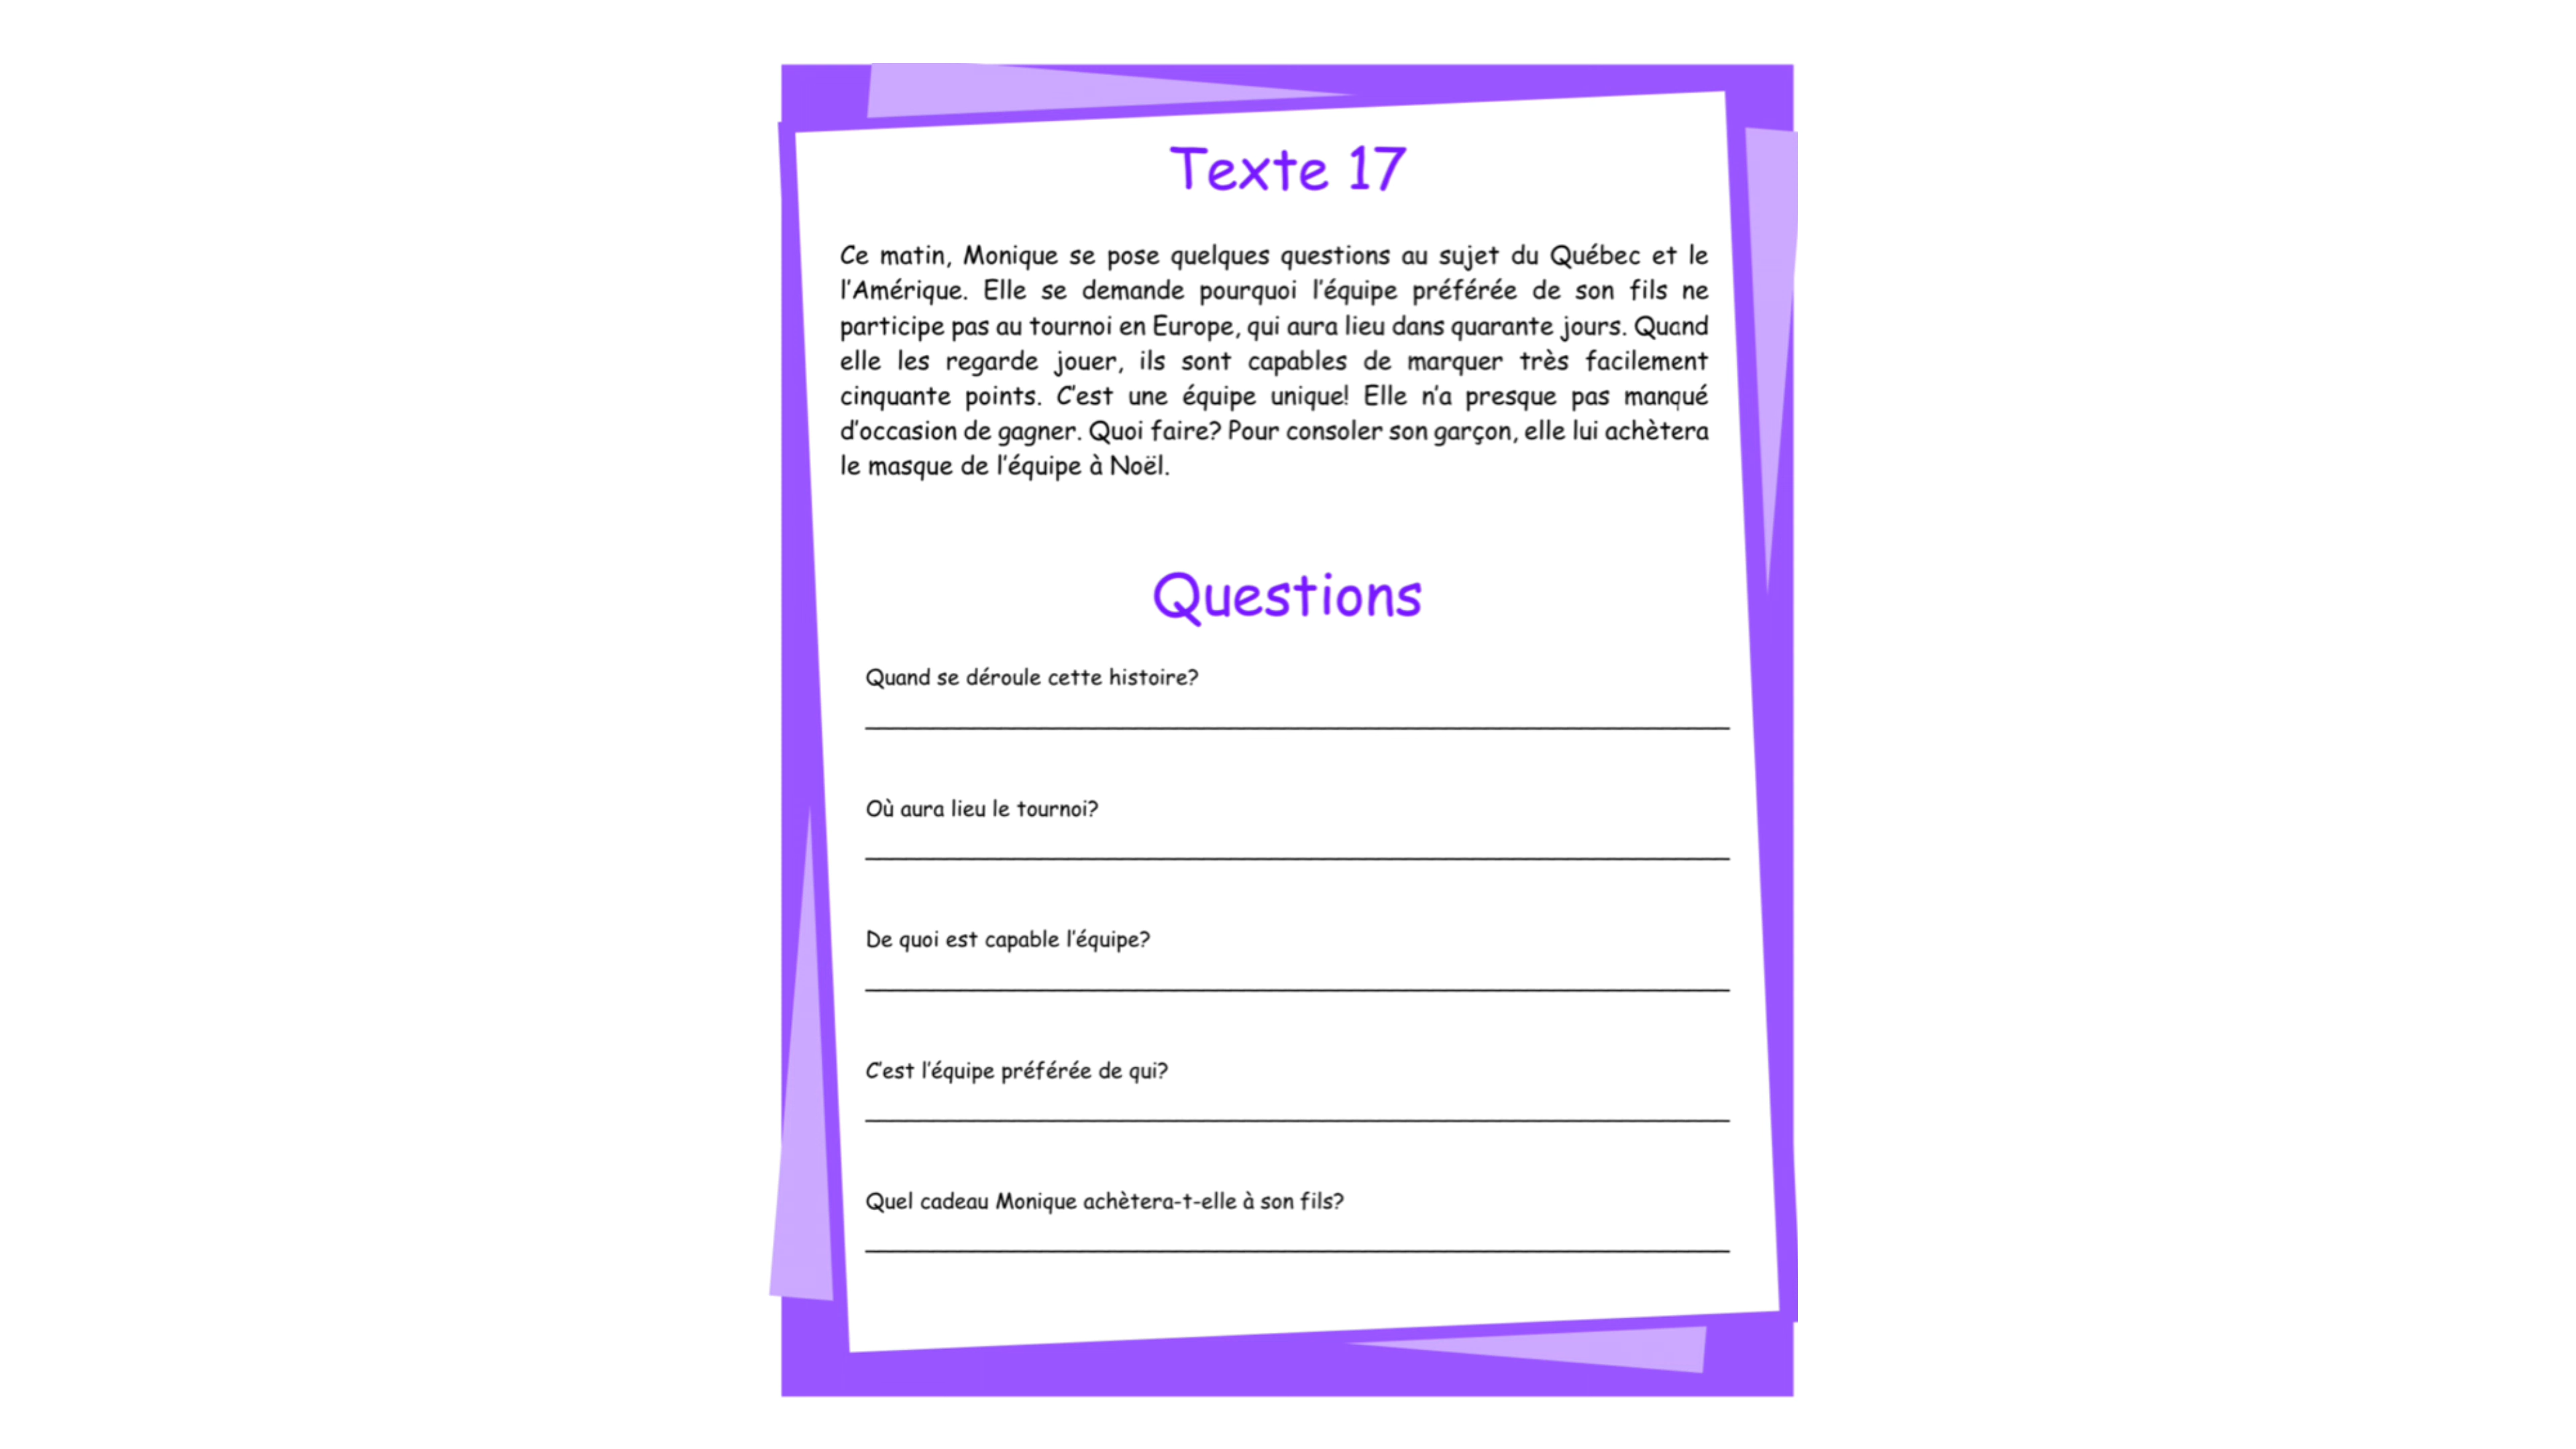 Texte 17
Ce matin, Monique se pose quelques questions au sujet du Québec et le
l'Amérique. Elle se demande pourquoi l'équipe préférée de son fils ne
participe pas au tournoi en Europe, qui aura lieu dans quarante jours. Quand
elle les regarde jouer, ils sont capables de marquer très facilement
cinquante points. C'est une équipe unique! Elle n'a presque pas manqué
d'occasion de gagner. Quoi faire? Pour consoler son garçon, elle lui achètera
le masque de l'équipe à Noël.
Questions
Quand se déroule cette histoire?
Où aura lieu le tournoi?
De quoi est capable l'équipe?
C'est l'équipe préférée de qui?
Quel cadeau Monique achètera-t-elle à son fils?